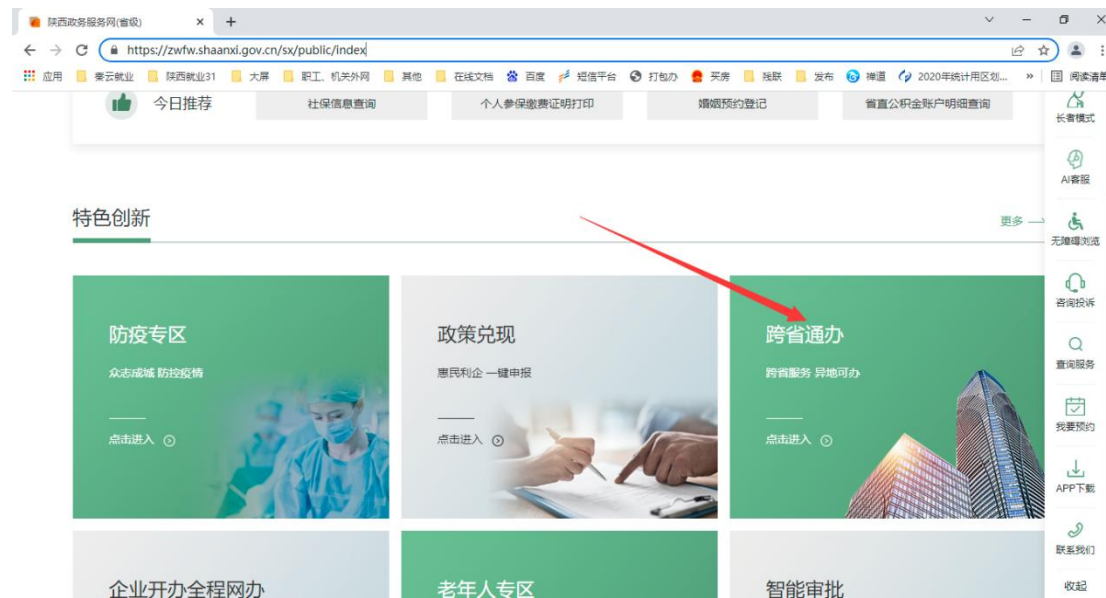 陕西政务服务网(省级)
https://zwfw.shaanxi.gov.cn/sx/public/index
应用 秦云就业 陕西就业31 大屏 职工、机关外网 其他 在线文档 百度 短信平台 打包办 买房 残联 发布 禅道 2020年统计用区划... » 阅读清单
今日推荐 社保信息查询 个人参保缴费证明打印 婚姻预约登记 省直公积金账户明细查询
长者模式
AI客服
特色创新 更多
无障碍浏览
咨询投诉
防疫专区 政策兑现 跨省通办
众志成城 防控疫情 惠民利企 一键申报 跨省服务 异地可办
查询服务
点击进入 点击进入 点击进入
我要预约
APP下载
联系我们
企业开办全程网办 老年人专区 智能审批
收起